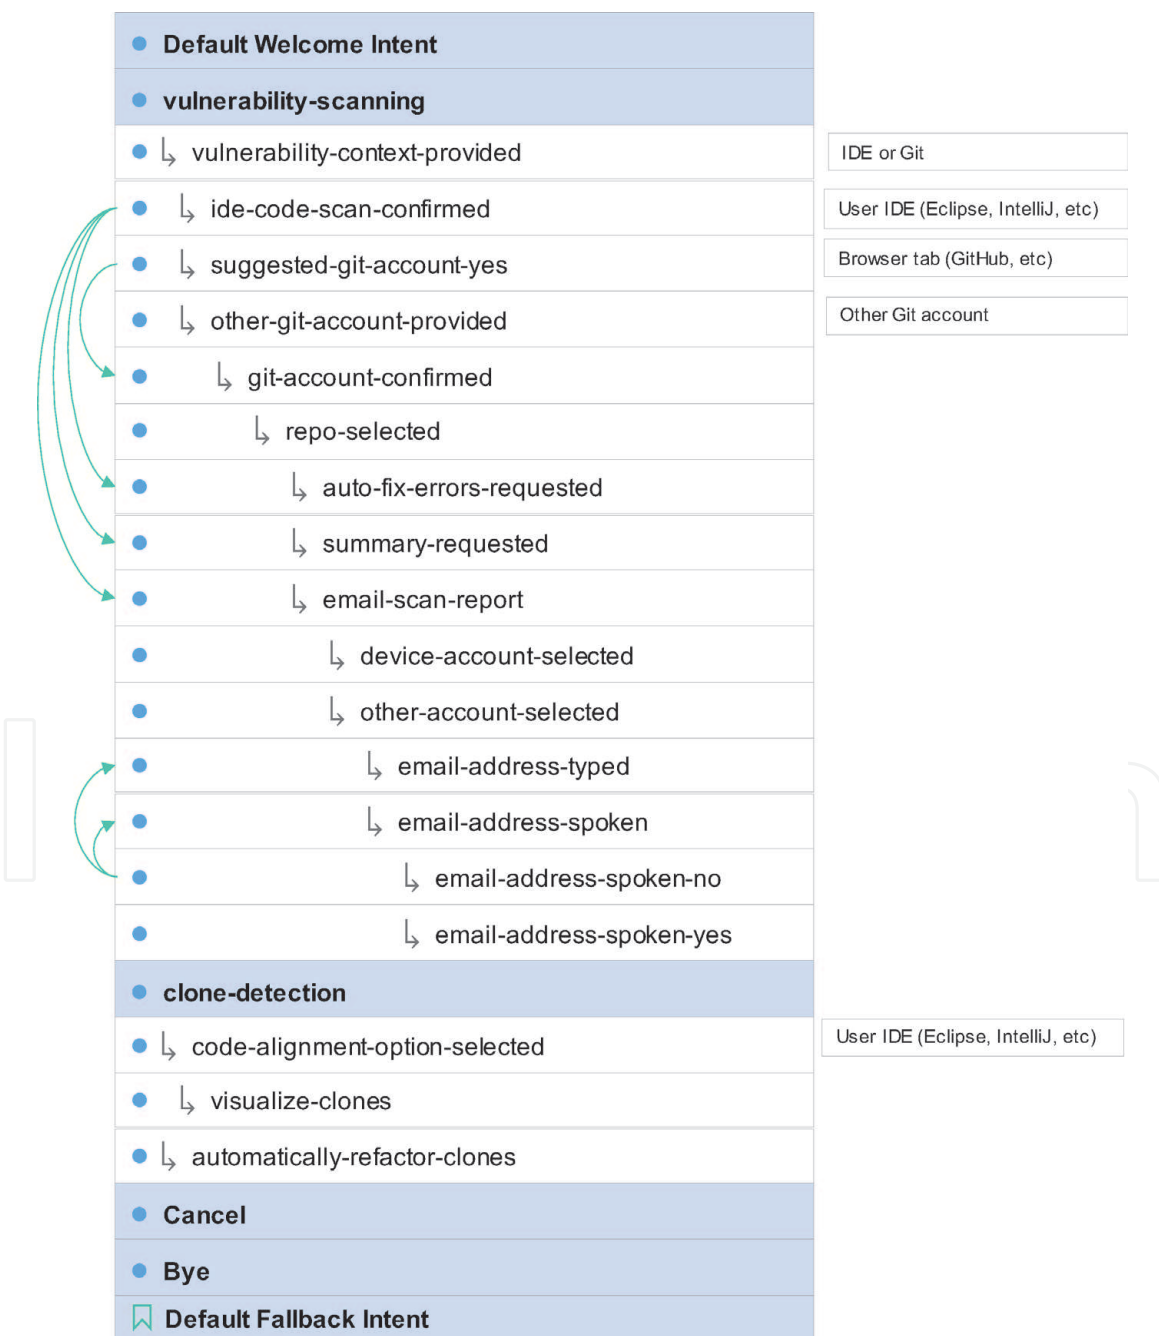 Default Welcome Intent
vulnerability-scanning
vulnerability-context-provided
IDE or Git
ide-code-scan-confirmed
User IDE (Eclipse, IntelliJ, etc)
suggested-git-account-yes
Browser tab (GitHub, etc)
other-git-account-provided
Other Git account
git-account-confirmed
repo-selected
auto-fix-errors-requested
summary-requested
email-scan-report
device-account-selected
other-account-selected
email-address-typed
email-address-spoken
email-address-spoken-no
email-address-spoken-yes
clone-detection
code-alignment-option-selected
User IDE (Eclipse, IntelliJ, etc)
visualize-clones
automatically-refactor-clones
Cancel
Bye
Default Fallback Intent